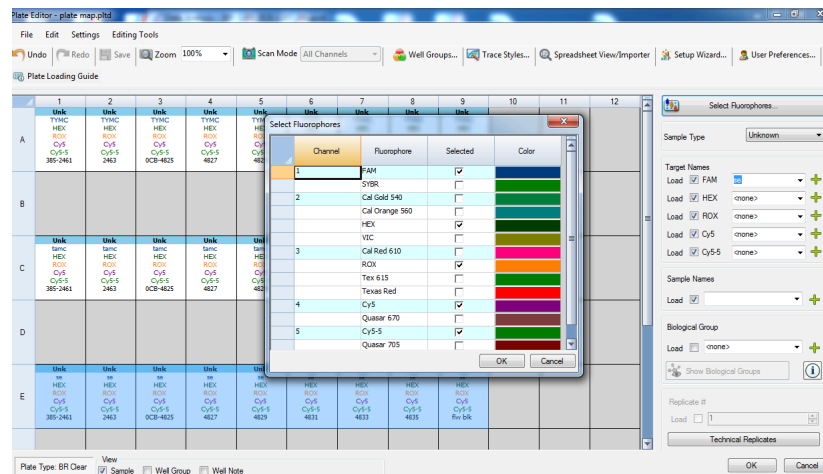 Plate Editor - plate map.pltd
File Edit Settings Editing Tools
Undo Redo Save Zoom 100% Scan Mode All Channels Well Groups... Trace Styles... Spreadsheet View/Importer Setup Wizard... User Preferences...
Plate Loading Guide
1 2 3 4 5 6 7 8 9 10 11 12
Unk Unk Unk Unk Unk Unk Unk Unk Unk
A
TYMC TYMC TYMC TYMC
HEX HEX HEX HEX
ROX ROX ROX ROX
Cy5 Cy5 Cy5 Cy5
Cy5-5 Cy5-5 Cy5-5 Cy5-5
385-2461 2463 0CB-4825 4827
B
Unk Unk Unk Unk
C
tamc tamc tamc tamc
HEX HEX HEX HEX
ROX ROX ROX ROX
Cy5 Cy5 Cy5 Cy5
Cy5-5 Cy5-5 Cy5-5 Cy5-5
385-2461 2463 0CB-4825 4827
D
Unk Unk Unk Unk
E
se se se se se se se se se
HEX HEX HEX HEX HEX HEX HEX HEX HEX
ROX ROX ROX ROX ROX ROX ROX ROX ROX
Cy5 Cy5 Cy5 Cy5 Cy5 Cy5 Cy5 Cy5 Cy5
Cy5-5 Cy5-5 Cy5-5 Cy5-5 Cy5-5 Cy5-5 Cy5-5 Cy5-5 Cy5-5
385-2461 2463 0CB-4825 4827 4829 4831 4833 4835 flw blk
Select Fluorophores
Channel Fluorophore Selected Color
1 FAM
SYBR
2 Cal Gold 540
Cal Orange 560
HEX
VIC
3 Cal Red 610
ROX
Tex 615
Texas Red
4 Cy5
Quasar 670
5 Cy5-5
Quasar 705
OK Cancel
Select Fluorophores...
Sample Type Unknown
Target Names
Load FAM se
Load HEX <none>
Load ROX <none>
Load Cy5 <none>
Load Cy5-5 <none>
Sample Names
Load
Biological Group
Load <none>
Show Biological Groups
Replicate #
Load 1
Technical Replicates
Plate Type: BR Clear
View
Sample Well Group Well Note
OK Cancel